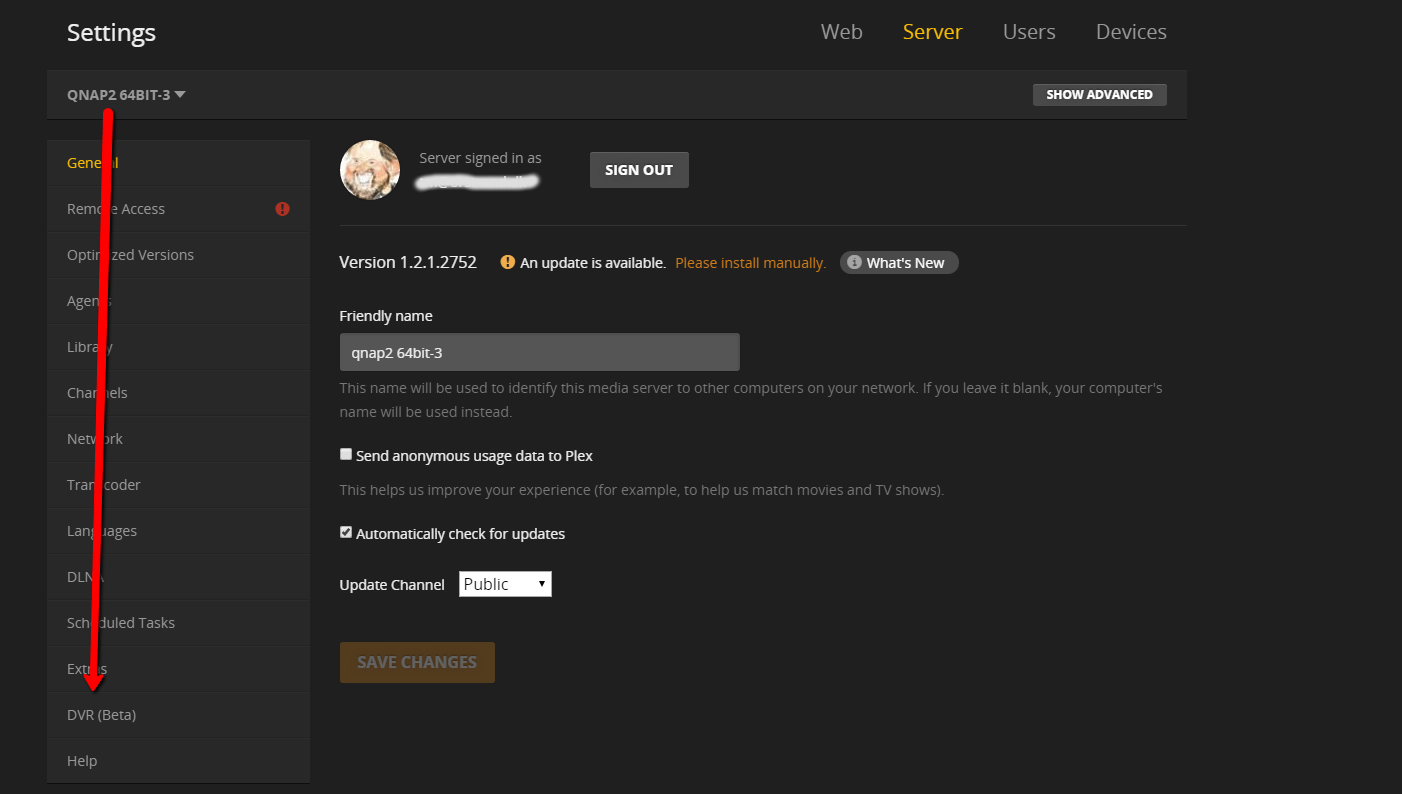 Settings
Web
Server
Users
Devices
QNAP2 64BIT-3
SHOW ADVANCED
General
Remote Access
Optimized Versions
Agents
Library
Channels
Network
Transcoder
Languages
DLNA
Scheduled Tasks
Extras
DVR (Beta)
Help
Server signed in as
SIGN OUT
Version 1.2.1.2752
An update is available. Please install manually.
What's New
Friendly name
qnap2 64bit-3
This name will be used to identify this media server to other computers on your network. If you leave it blank, your computer's
name will be used instead.
Send anonymous usage data to Plex
This helps us improve your experience (for example, to help us match movies and TV shows).
Automatically check for updates
Update Channel
Public
SAVE CHANGES